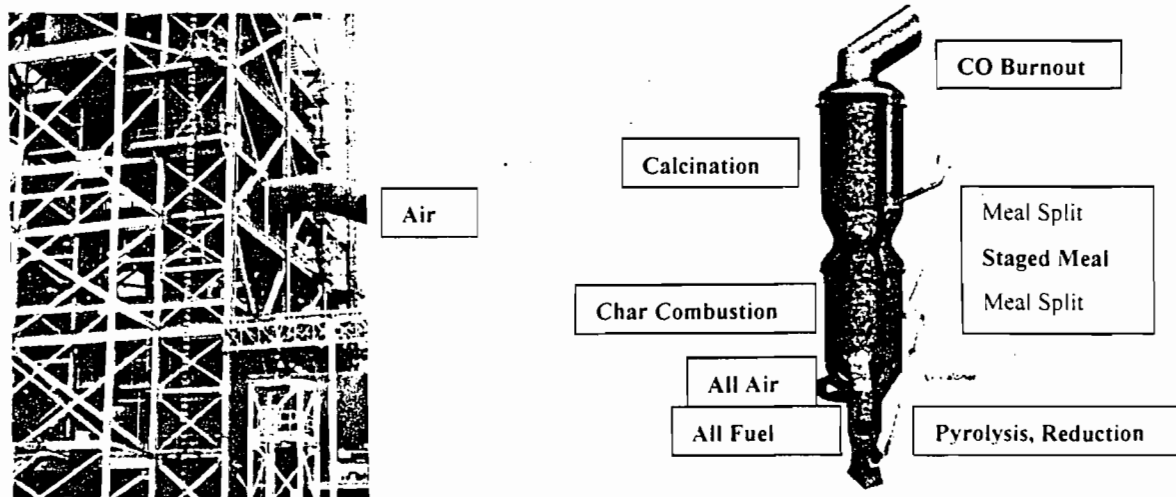 CO Burnout
Calcination
Air
Meal Split
Staged Meal
Meal Split
Char Combustion
All Air
All Fuel
Pyrolysis, Reduction